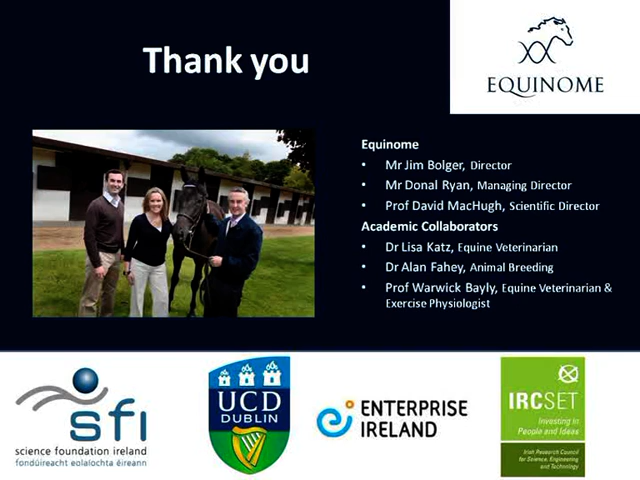 Thank you
EQUINOME
Equinome
• Mr Jim Bolger, Director
• Mr Donal Ryan, Managing Director
• Prof David MacHugh, Scientific Director
Academic Collaborators
• Dr Lisa Katz, Equine Veterinarian
• Dr Alan Fahey, Animal Breeding
• Prof Warwick Bayly, Equine Veterinarian &
Exercise Physiologist
sfi
science foundation ireland
fondúireacht eolaíochta éireann
UCD
DUBLIN
ENTERPRISE
IRELAND
IRCSET
Investing in
People and Ideas
Irish Research Council
for Science, Engineering
and Technology